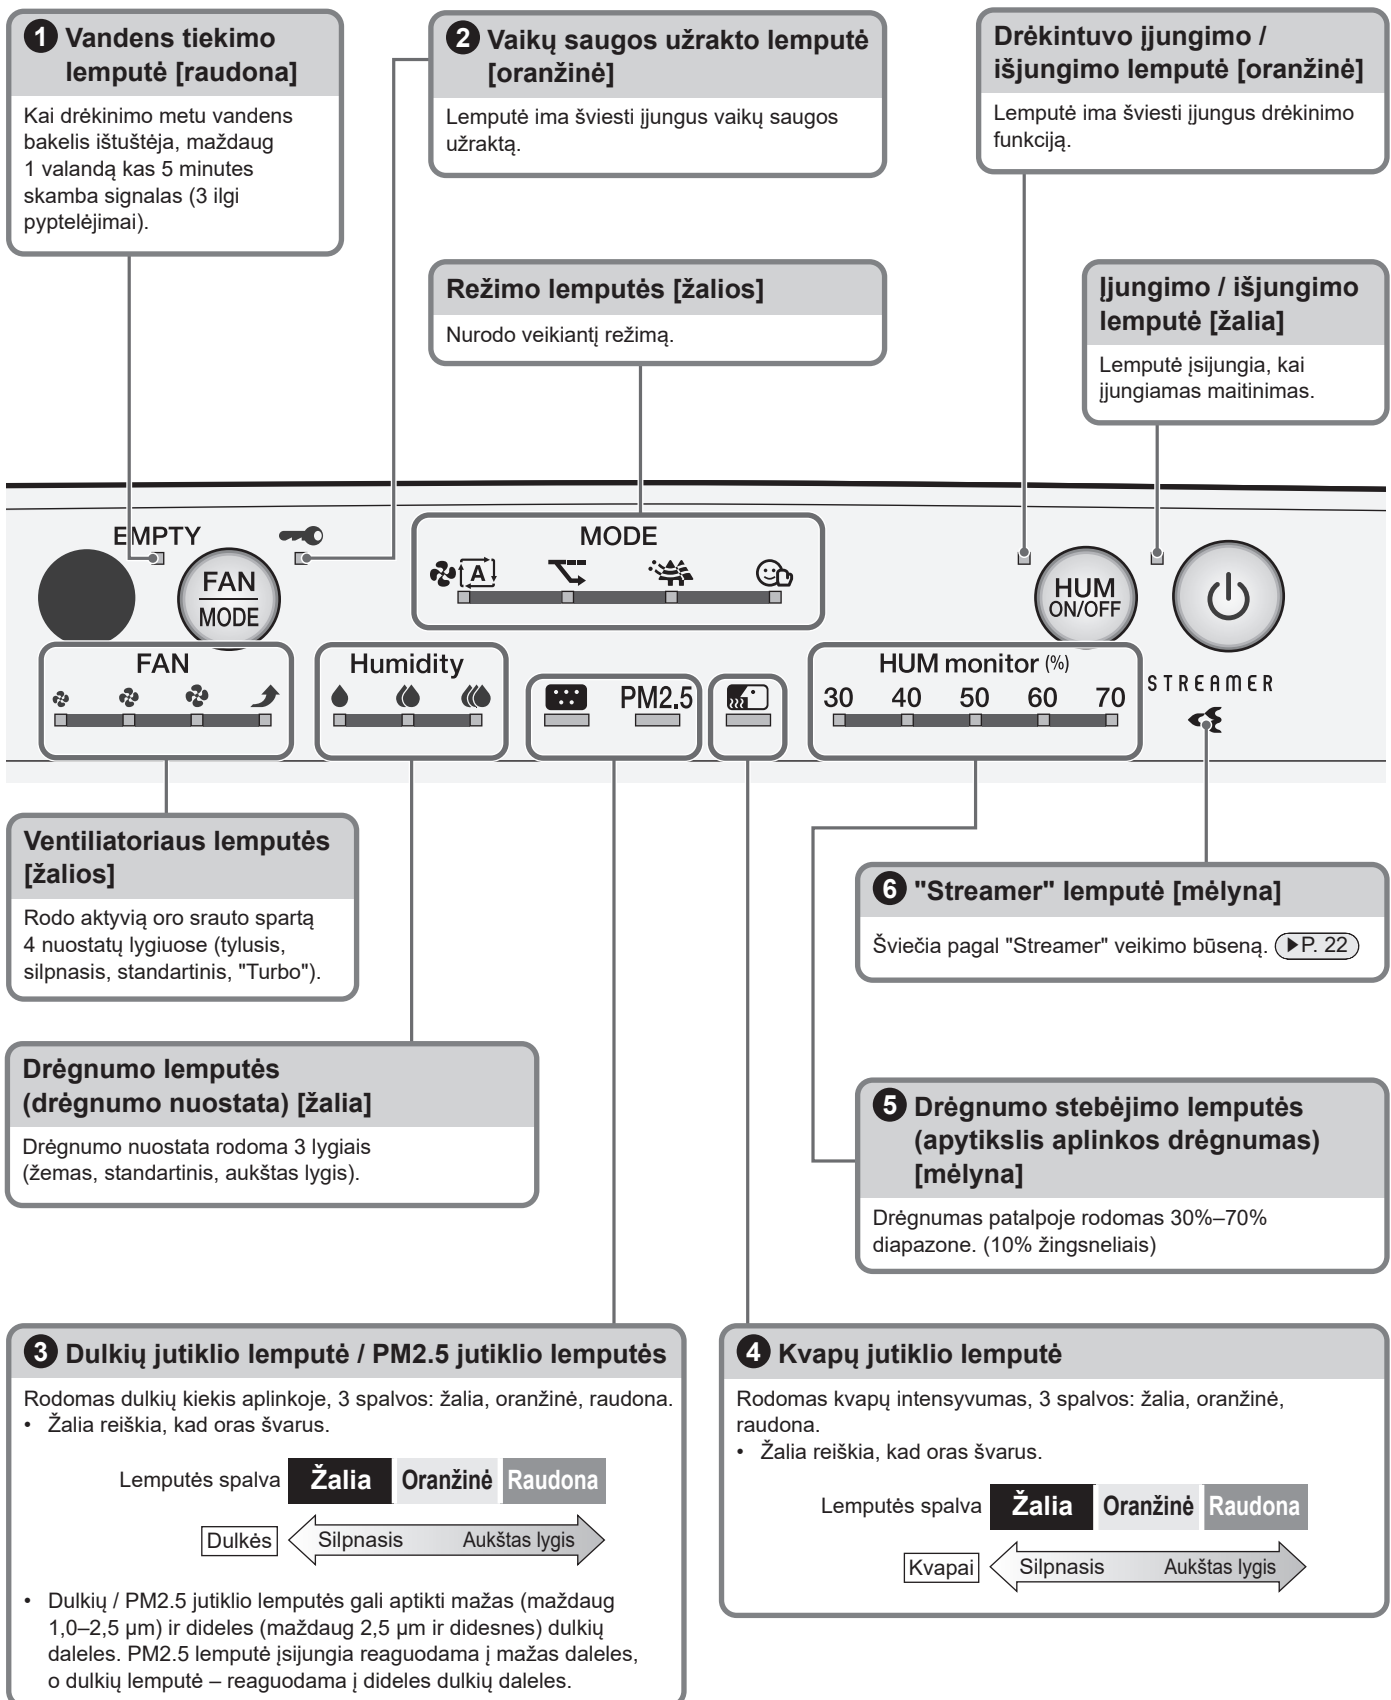 1 Vandens tiekimo
lemputė [raudona]
Kai drėkinimo metu vandens
bakelis ištuštėja, maždaug
1 valandą kas 5 minutes
skamba signalas (3 ilgi
pyptelėjimai).
2 Vaikų saugos užrakto lemputė
[oranžinė]
Lemputė ima šviesti įjungus vaikų saugos
užraktą.
Drėkintuvo įjungimo /
išjungimo lemputė [oranžinė]
Lemputė ima šviesti įjungus drėkinimo
funkciją.
Režimo lemputės [žalios]
Nurodo veikiantį režimą.
Įjungimo / išjungimo
lemputė [žalia]
Lemputė įsijungia, kai
įjungiamas maitinimas.
EMPTY
FAN
MODE
MODE
A
HUM
ON/OFF
FAN
Humidity
PM2.5
HUM monitor (%)
30 40 50 60 70
STREAMER
Ventiliatoriaus lemputės
[žalios]
Rodo aktyvią oro srauto spartą
4 nuostatų lygiuose (tylusis,
silpnasis, standartinis, "Turbo").
6 "Streamer" lemputė [mėlyna]
Šviečia pagal "Streamer" veikimo būseną. ▶P. 22
Drėgnumo lemputės
(drėgnumo nuostata) [žalia]
Drėgnumo nuostata rodoma 3 lygiais
(žemas, standartinis, aukštas lygis).
5 Drėgnumo stebėjimo lemputės
(apytikslis aplinkos drėgnumas)
[mėlyna]
Drėgnumas patalpoje rodomas 30%–70%
diapazone. (10% žingsneliais)
3 Dulkių jutiklio lemputė / PM2.5 jutiklio lemputės
Rodomas dulkių kiekis aplinkoje, 3 spalvos: žalia, oranžinė, raudona.
• Žalia reiškia, kad oras švarus.
Lemputės spalva Žalia Oranžinė Raudona
Dulkės Silpnasis Aukštas lygis
• Dulkių / PM2.5 jutiklio lemputės gali aptikti mažas (maždaug
1,0–2,5 μm) ir dideles (maždaug 2,5 μm ir didesnes) dulkių
daleles. PM2.5 lemputė įsijungia reaguodama į mažas daleles,
o dulkių lemputė – reaguodama į dideles dulkių daleles.
4 Kvapų jutiklio lemputė
Rodomas kvapų intensyvumas, 3 spalvos: žalia, oranžinė,
raudona.
• Žalia reiškia, kad oras švarus.
Lemputės spalva Žalia Oranžinė Raudona
Kvapai Silpnasis Aukštas lygis